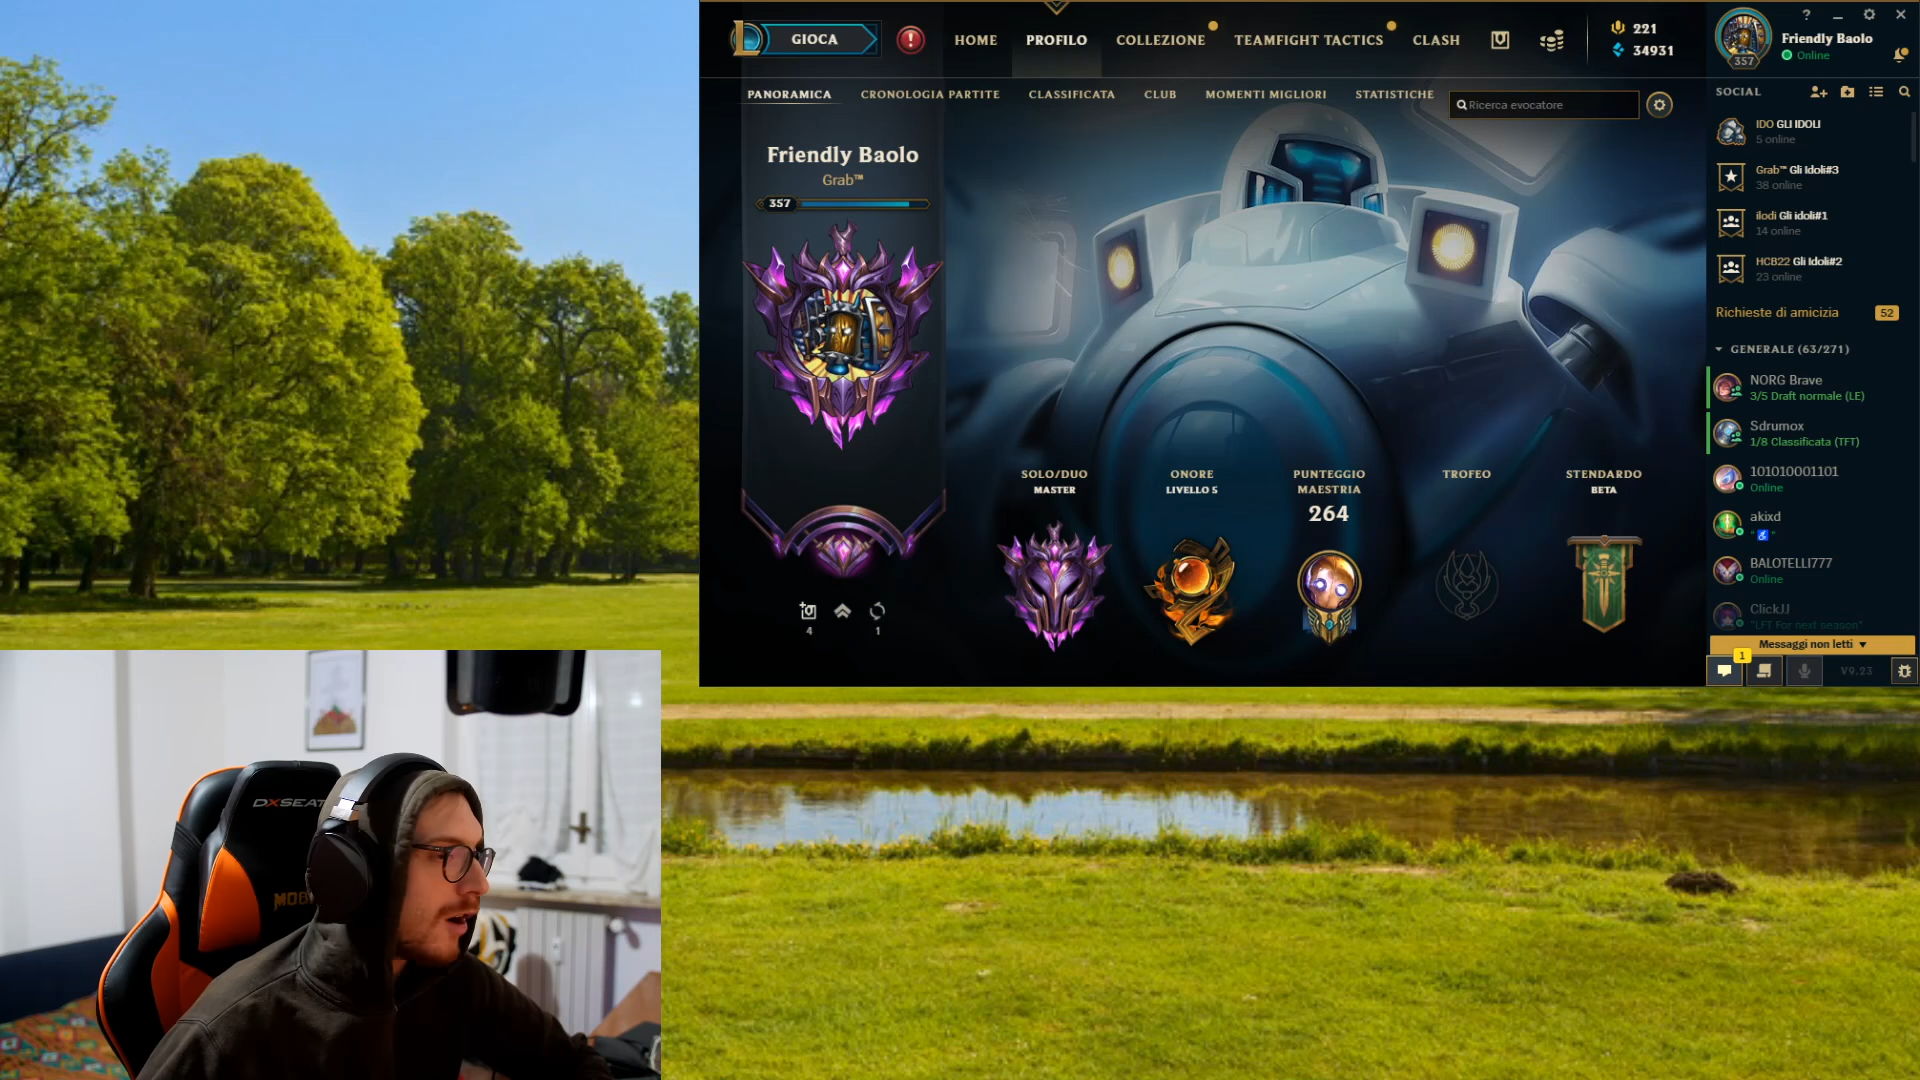 GIOCA
HOME
PROFILO
COLLEZIONE
TEAMFIGHT TACTICS
CLASH
221
34931
357
Friendly Baolo
Online
PANORAMICA
CRONOLOGIA PARTITE
CLASSIFICATA
CLUB
MOMENTI MIGLIORI
STATISTICHE
Ricerca evocatore
SOCIAL
IDO GLI IDOLI
5 online
Grab™ Gli Idoli#3
38 online
ilodi Gli idoli#1
14 online
HCB22 Gli Idoli#2
23 online
Richieste di amicizia
52
GENERALE (63/271)
NORG Brave
3/5 Draft normale (LE)
Sdrumox
1/8 Classificata (TFT)
101010001101
Online
akixd
BALOTELLI777
Online
ClickJJ
"LFT For next season"
Messaggi non letti
1
V9.23
Friendly Baolo
Grab™
357
4
1
SOLO/DUO
MASTER
ONORE
LIVELLO 5
PUNTEGGIO
MAESTRIA
264
TROFEO
STENDARDO
BETA
DXSEAT